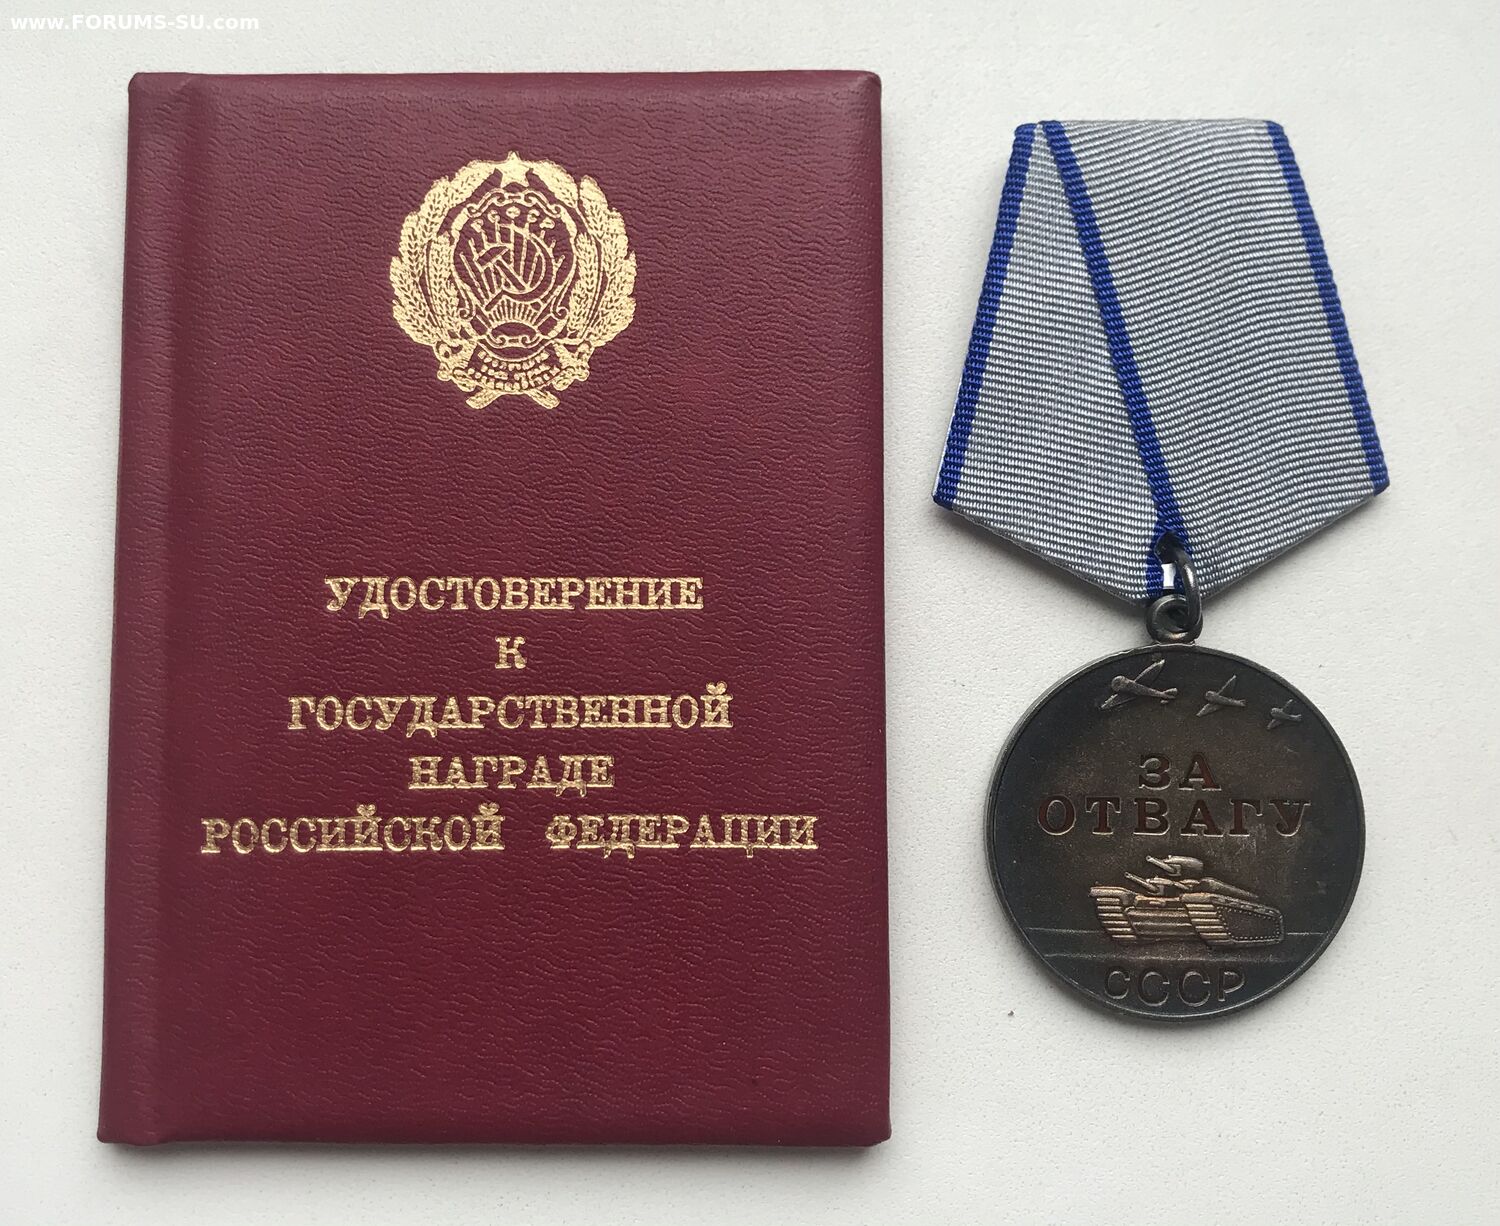 www.FORUMS-SU.com
УДОСТОВЕРЕНИЕ
К
ГОСУДАРСТВЕННОЙ
НАГРАДЕ
РОССИЙСКОЙ ФЕДЕРАЦИИ
ЗА
ОТВАГУ
СССР